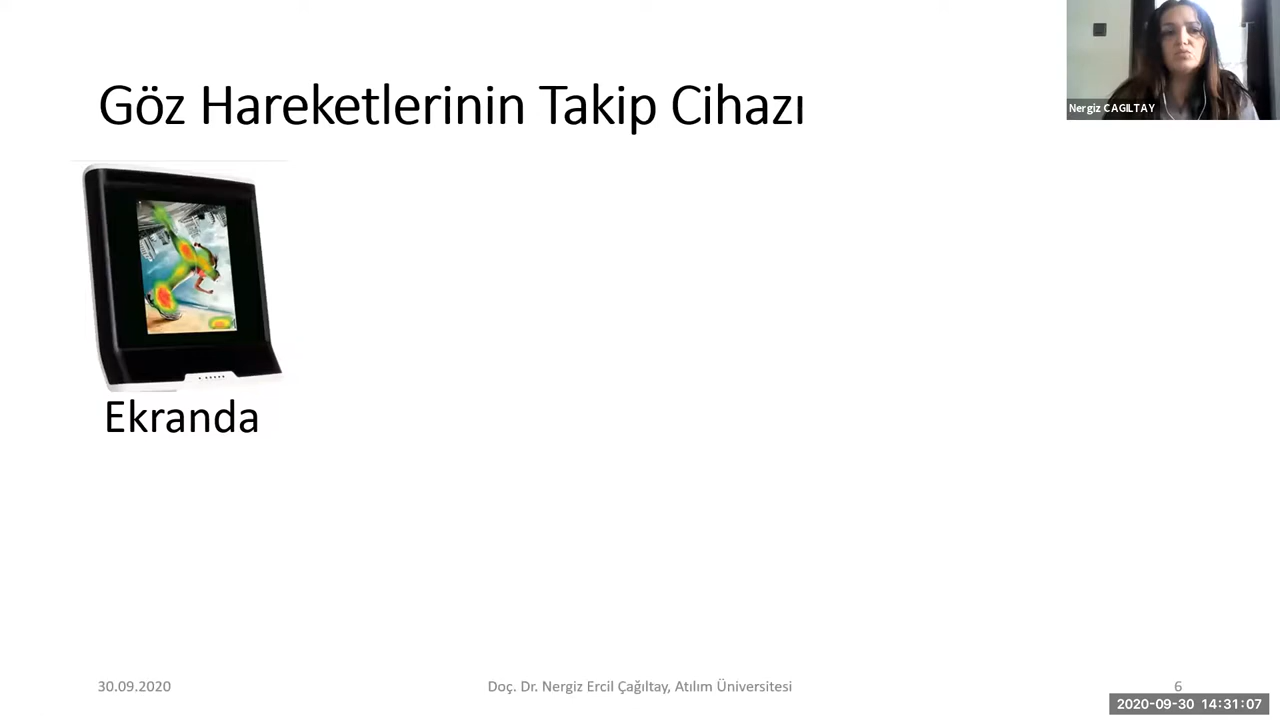 Göz Hareketlerinin Takip Cihazı
Nergiz CAGILTAY
Ekranda
30.09.2020
Doç. Dr. Nergiz Ercil Çağıltay, Atılım Üniversitesi
6
2020-09-30 14:31:07